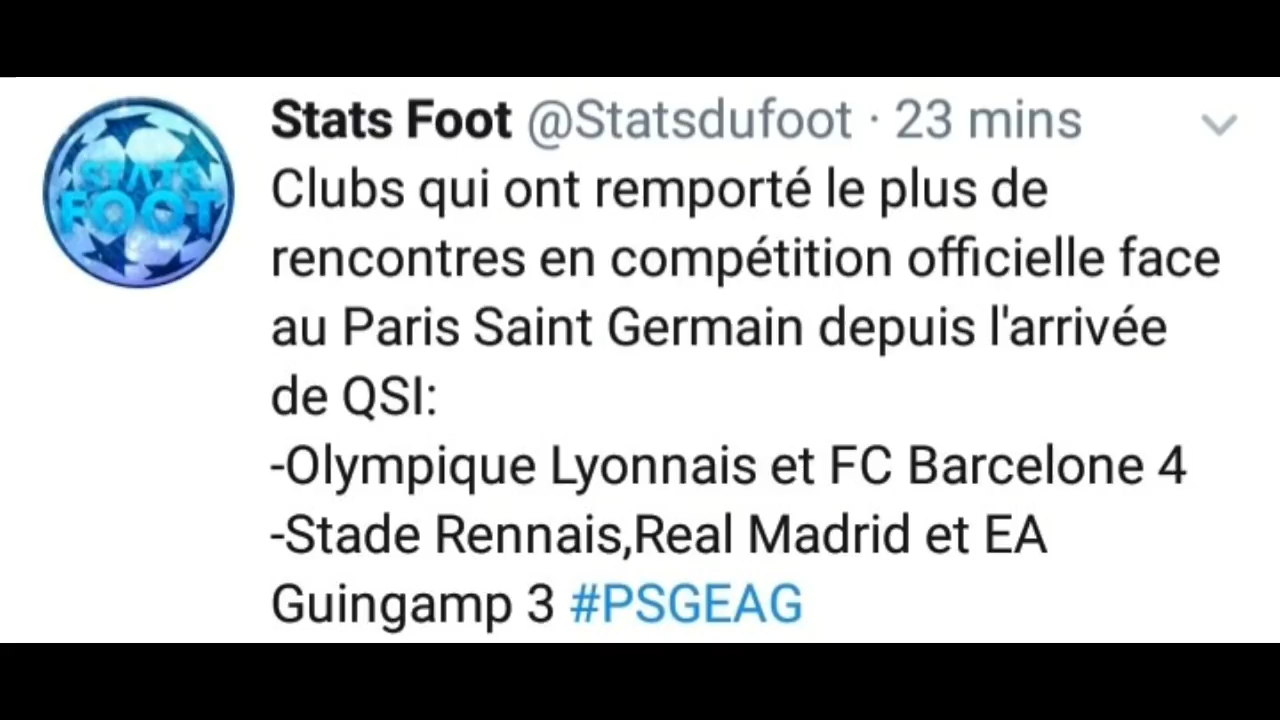 STATS
FOOT
Stats Foot @Statsdufoot · 23 mins
Clubs qui ont remporté le plus de
rencontres en compétition officielle face
au Paris Saint Germain depuis l'arrivée
de QSI:
-Olympique Lyonnais et FC Barcelone 4
-Stade Rennais,Real Madrid et EA
Guingamp 3 #PSGEAG